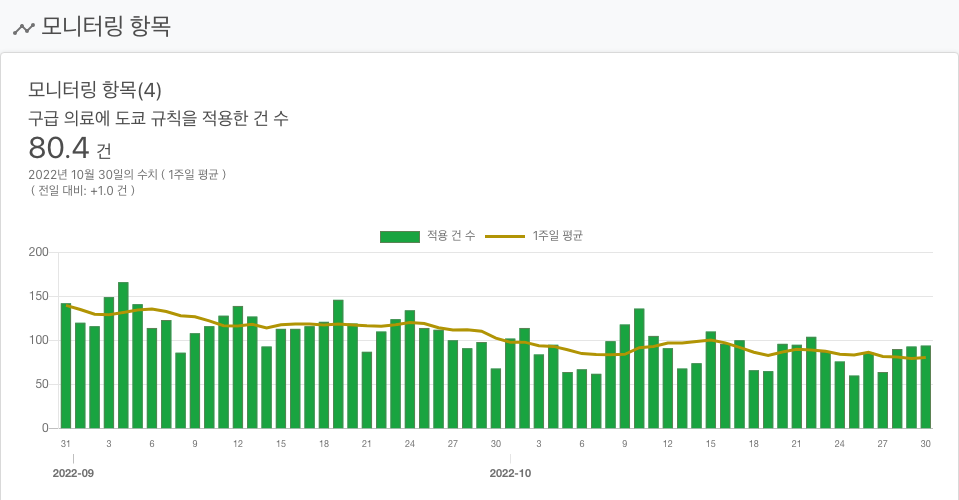 모니터링 항목
모니터링 항목(4)
구급 의료에 도쿄 규칙을 적용한 건 수
80.4 건
2022년 10월 30일의 수치 ( 1주일 평균 )
( 전일 대비: +1.0 건 )
적용 건 수 1주일 평균
200
150
100
50
0
31 3 6 9 12 15 18 21 24 27 30 3 6 9 12 15 18 21 24 27 30
2022-09 2022-10